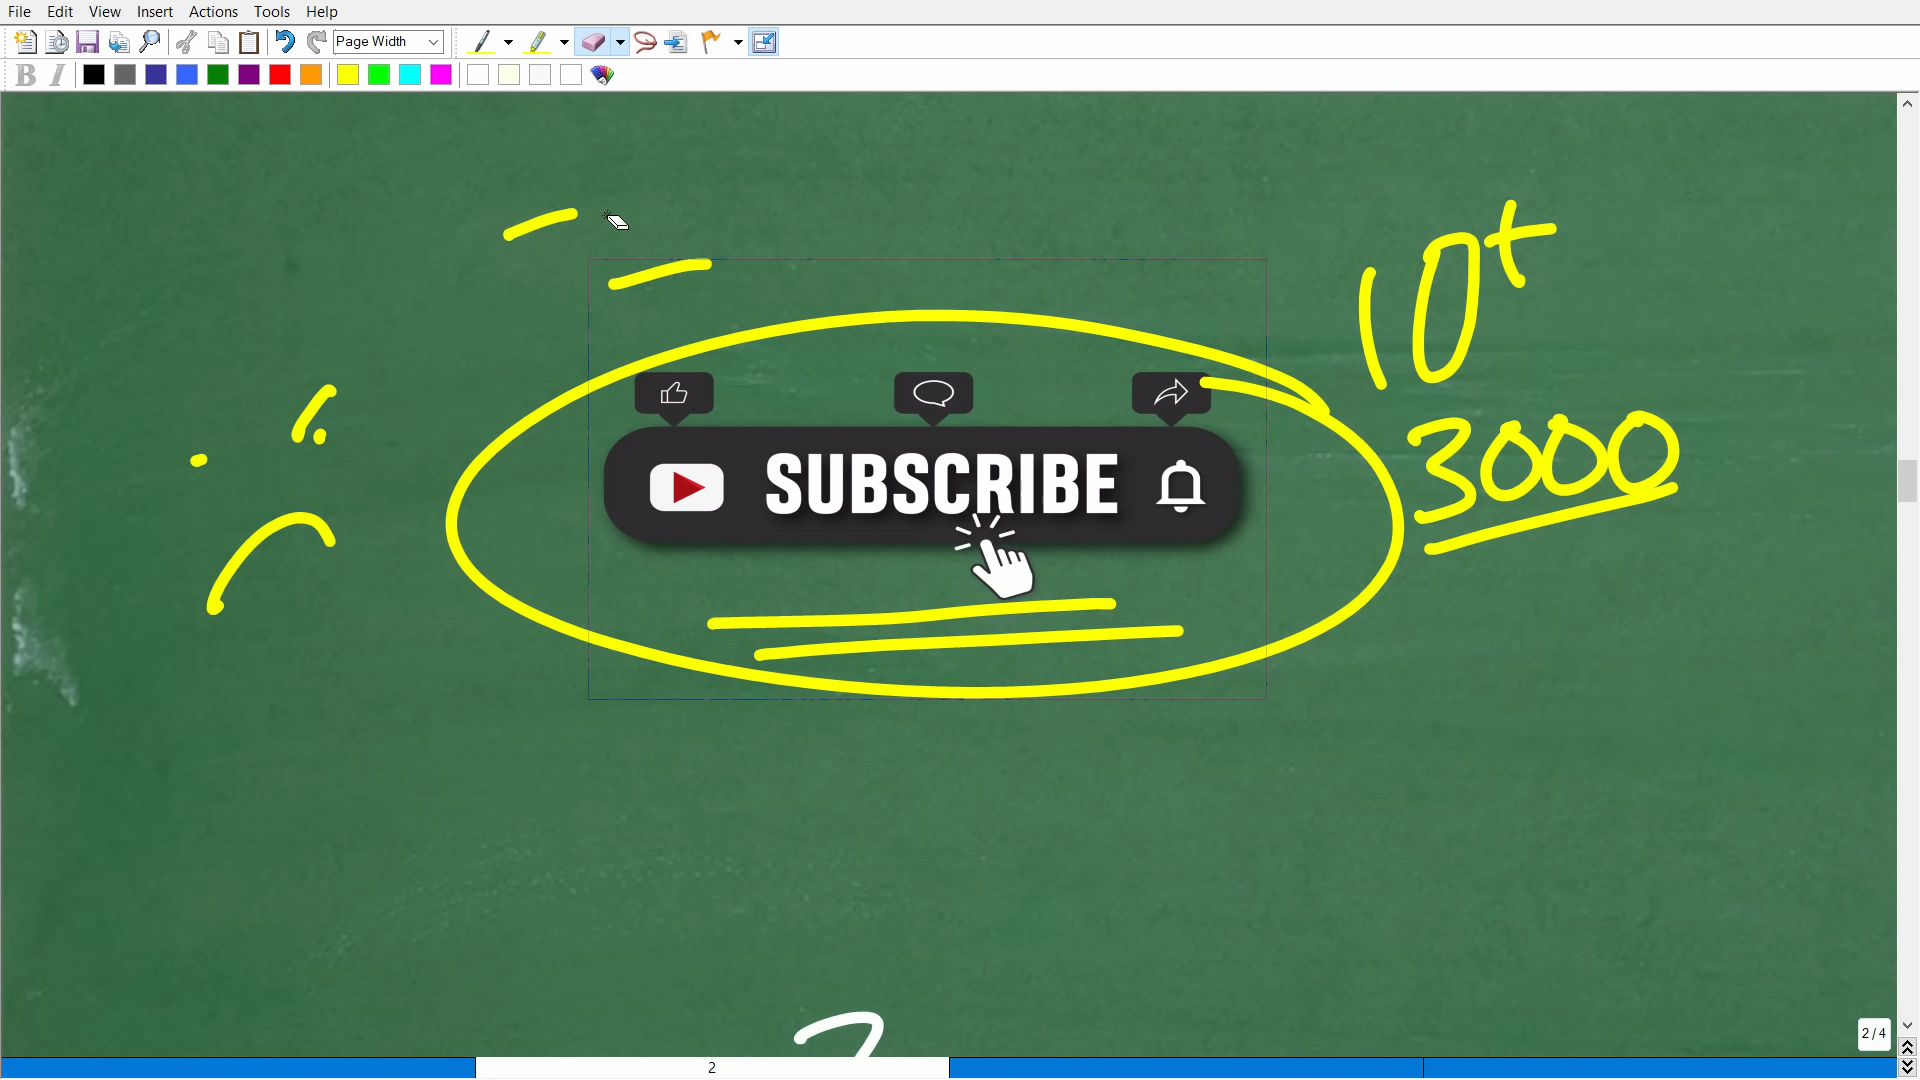 File Edit View Insert Actions Tools Help
Page Width
B I
10+
3000
SUBSCRIBE
2 / 4
2